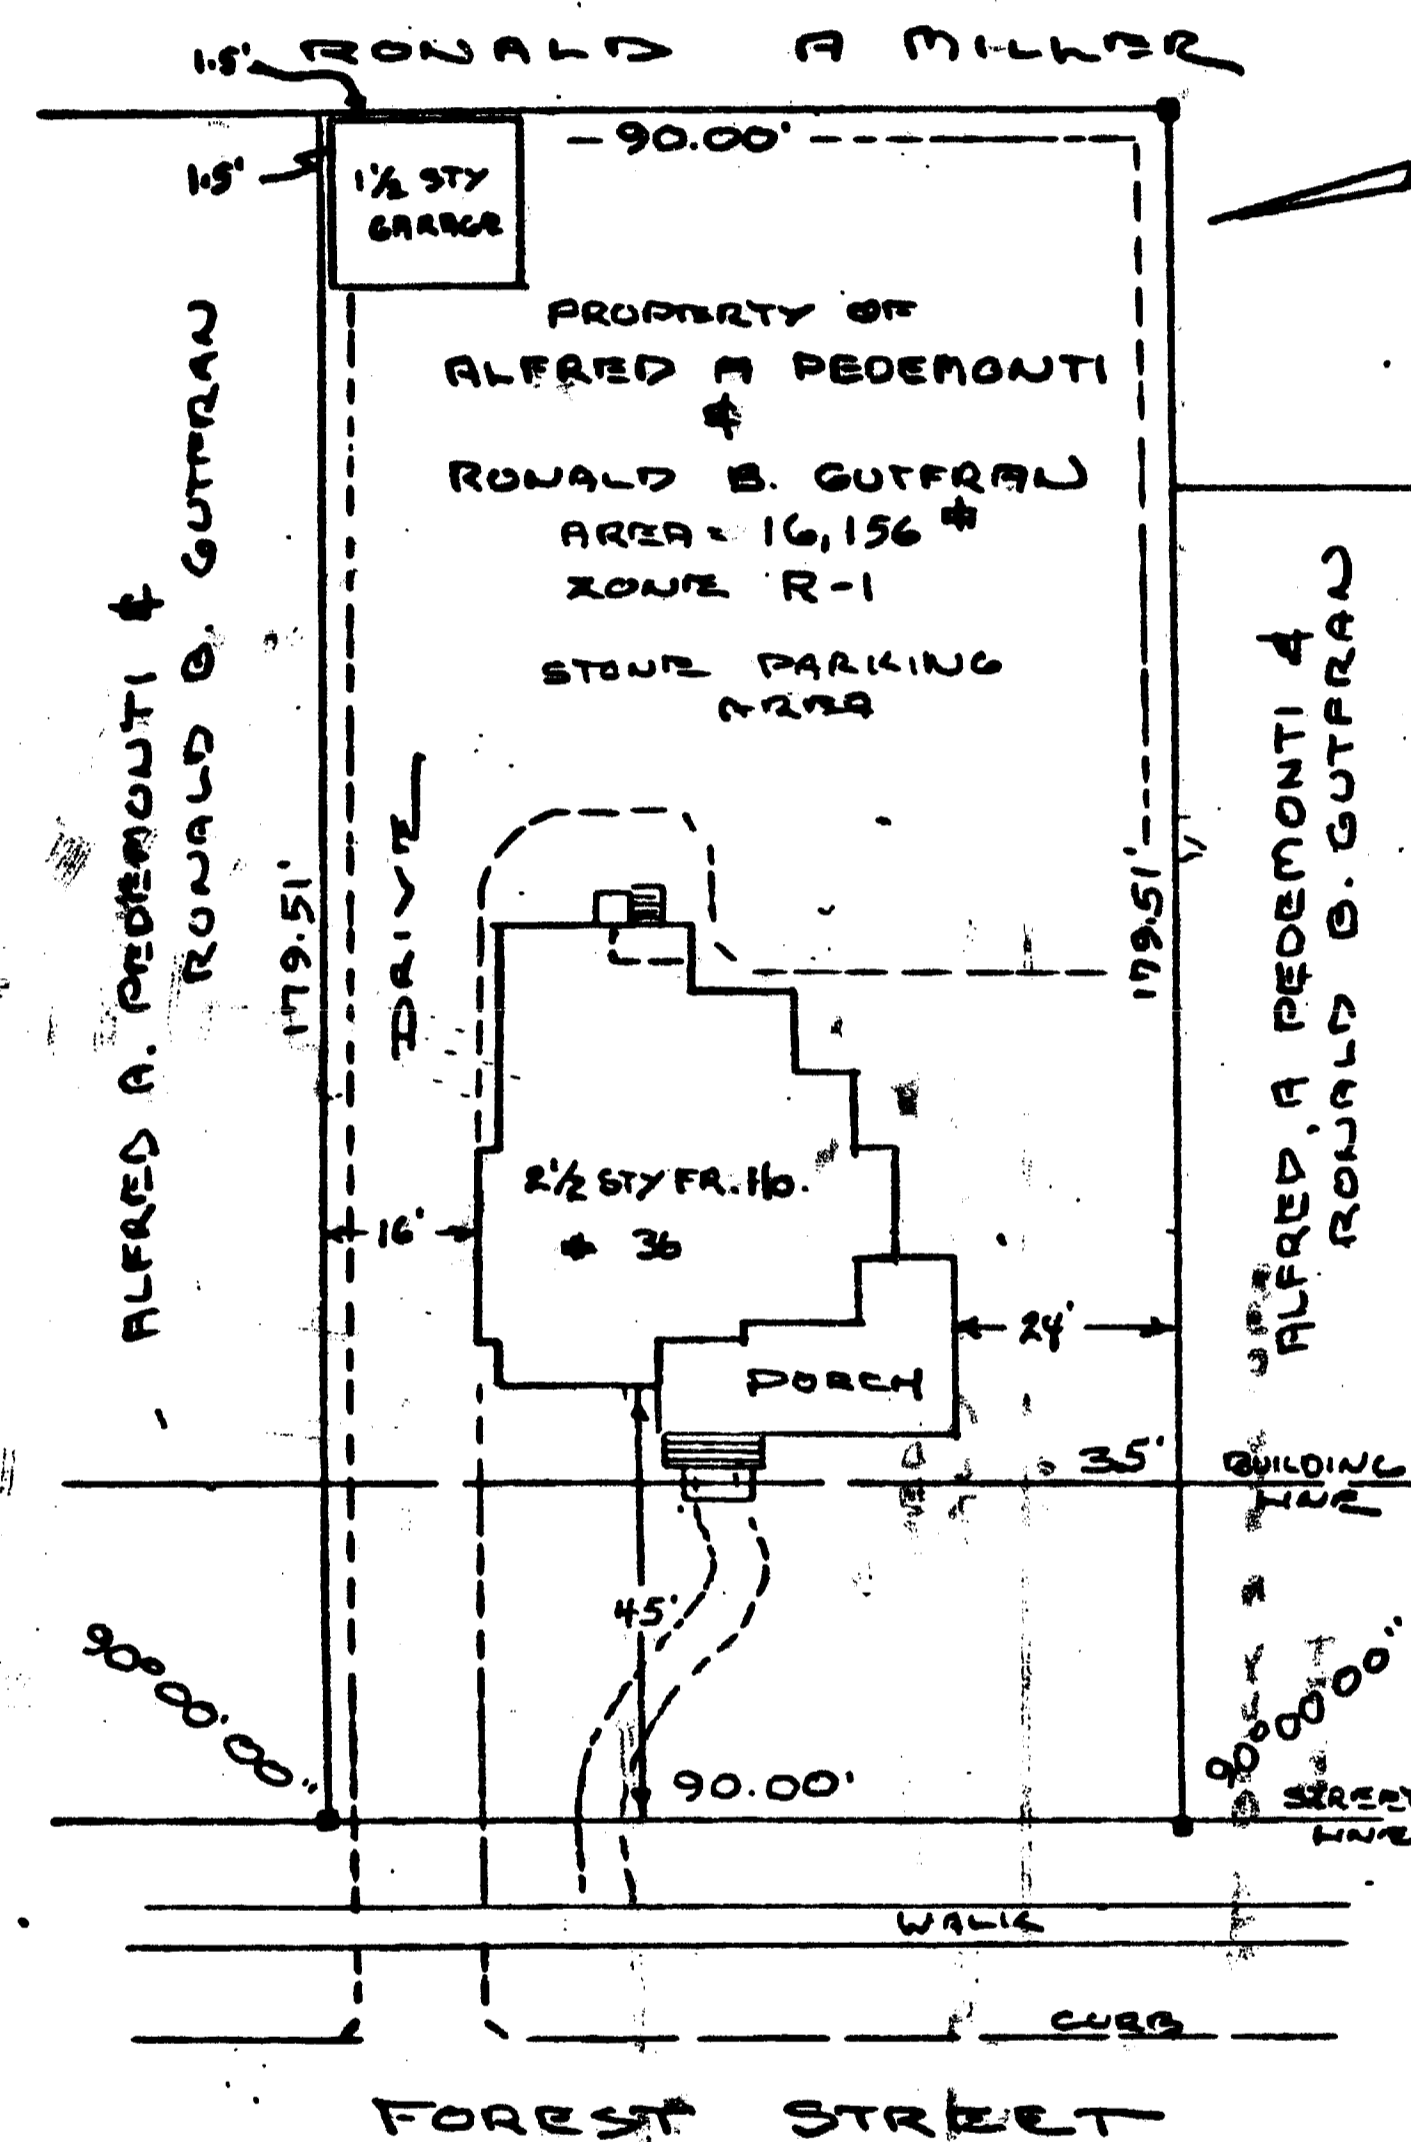 RONALD A MILLER
1.5'
90.00'
1.5'
1½ STY
GARAGE
PROPERTY OF
ALFRED A PEDEMONTI
&
RONALD B. GUTFRAN
AREA = 16,156 #
ZONE R-1
STONE PARKING
AREA
ALFRED A. PEDEMONTI &
RONALD B. GUTFRAN
179.51'
DRIVE
179.51'
ALFRED, A PEDEMONTI &
RONALD B. GUTFRAN
2½ STY FR. HO.
# 36
16'
24'
PORCH
35'
BUILDING
LINE
45'
90° 00' 00"
90.00'
90° 00' 00"
STREET
LINE
WALK
CURB
FOREST STREET